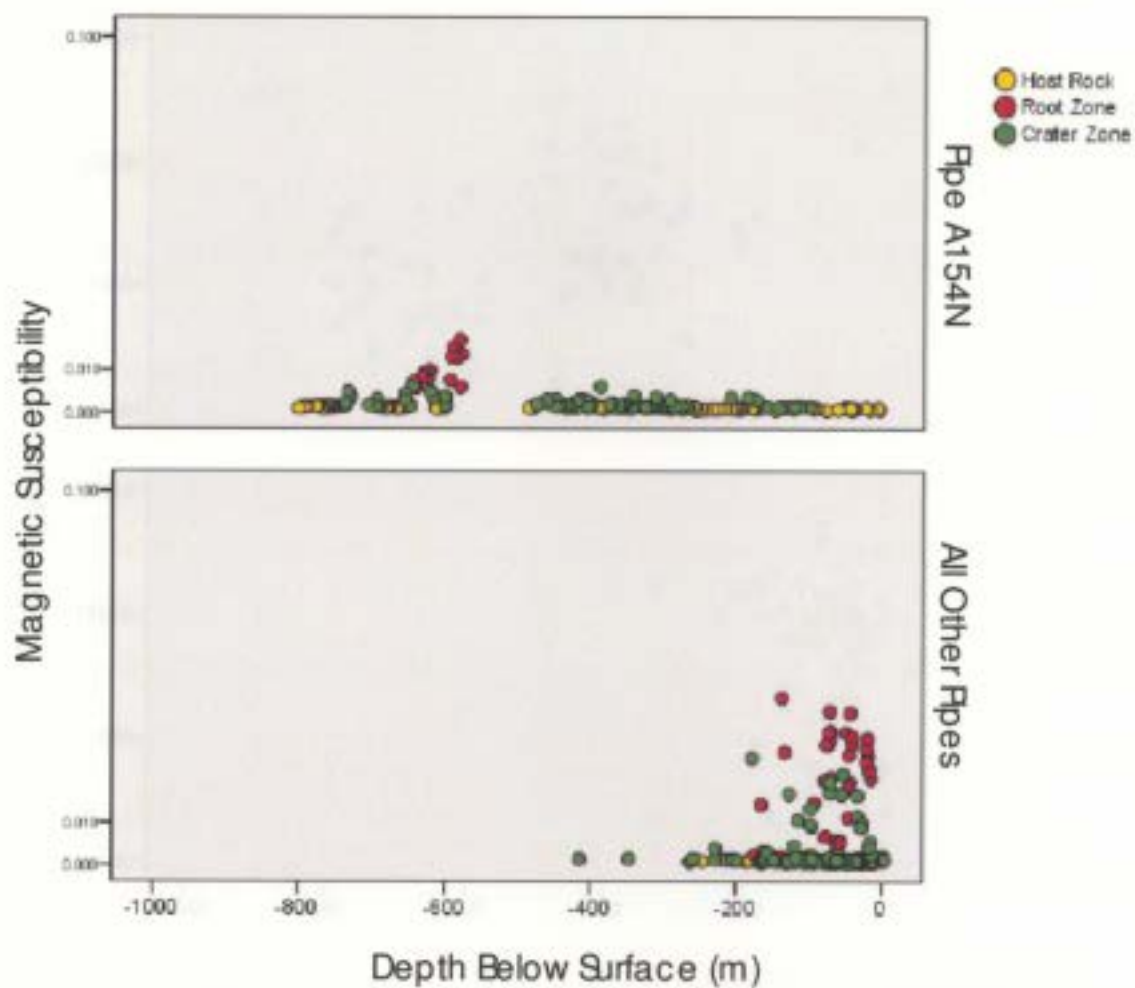 0.100
Host Rock
Root Zone
Crater Zone
Pipe A154N
0.010
0.000
Magnetic Susceptibility
0.100
All Other Pipes
0.010
0.000
-1000
-800
-600
-400
-200
0
Depth Below Surface (m)